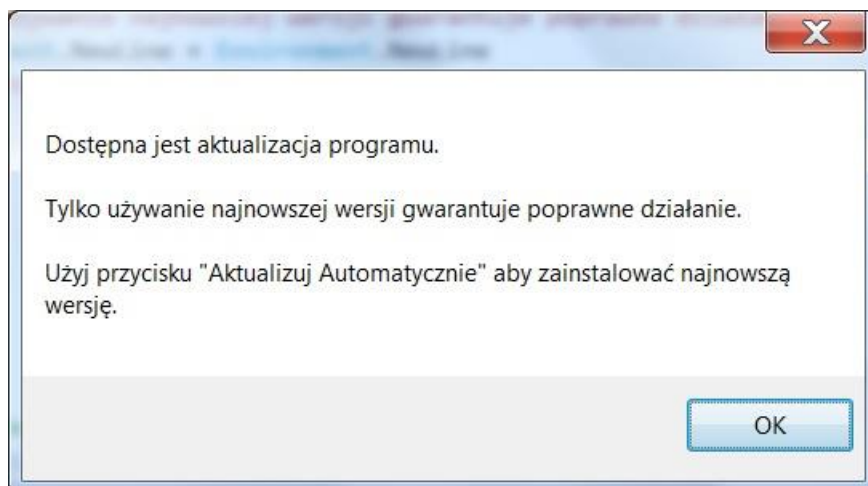 Dostępna jest aktualizacja programu.
Tylko używanie najnowszej wersji gwarantuje poprawne działanie.
Użyj przycisku "Aktualizuj Automatycznie" aby zainstalować najnowszą
wersję.
OK